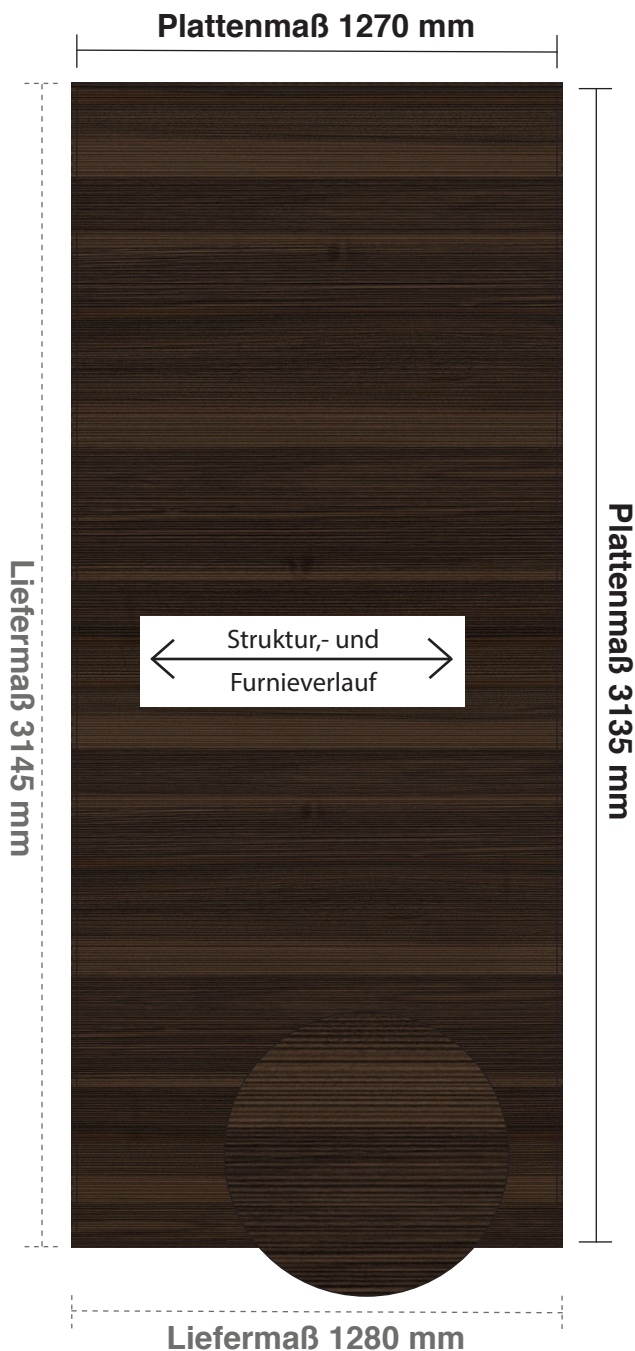 Plattenmaß 1270 mm
Liefermaß 3145 mm
Plattenmaß 3135 mm
Struktur,- und
Furnieverlauf
Liefermaß 1280 mm